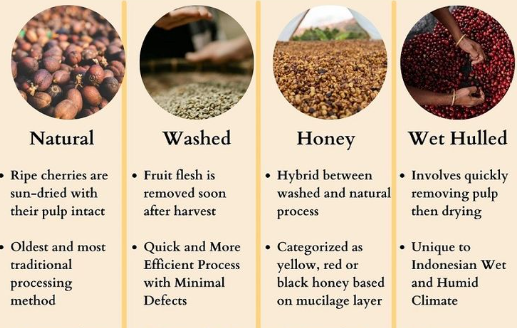 Natural
• Ripe cherries are
sun-dried with
their pulp intact
• Oldest and most
traditional
processing
method
Washed
• Fruit flesh is
removed soon
after harvest
• Quick and More
Efficient Process
with Minimal
Defects
Honey
• Hybrid between
washed and natural
process
• Categorized as
yellow, red or
black honey based
on mucilage layer
Wet Hulled
• Involves quickly
removing pulp
then drying
• Unique to
Indonesian Wet
and Humid
Climate